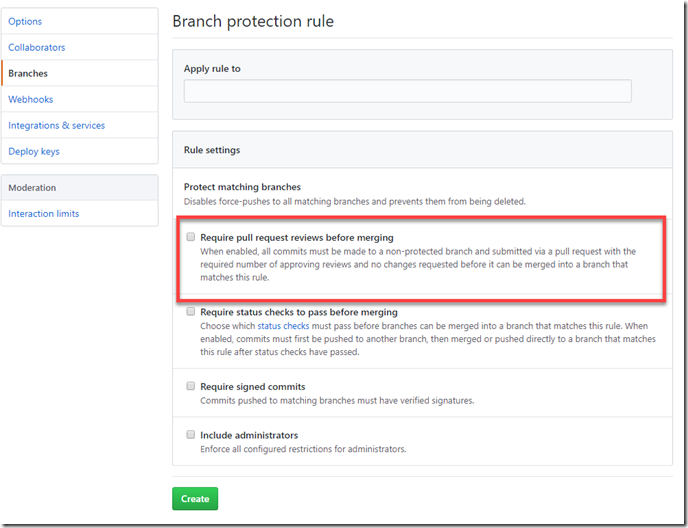 Options
Collaborators
Branches
Webhooks
Integrations & services
Deploy keys
Moderation
Interaction limits
Branch protection rule
Apply rule to
Rule settings
Protect matching branches
Disables force-pushes to all matching branches and prevents them from being deleted.
Require pull request reviews before merging
When enabled, all commits must be made to a non-protected branch and submitted via a pull request with the
required number of approving reviews and no changes requested before it can be merged into a branch that
matches this rule.
Require status checks to pass before merging
Choose which status checks must pass before branches can be merged into a branch that matches this rule. When
enabled, commits must first be pushed to another branch, then merged or pushed directly to a branch that matches
this rule after status checks have passed.
Require signed commits
Commits pushed to matching branches must have verified signatures.
Include administrators
Enforce all configured restrictions for administrators.
Create